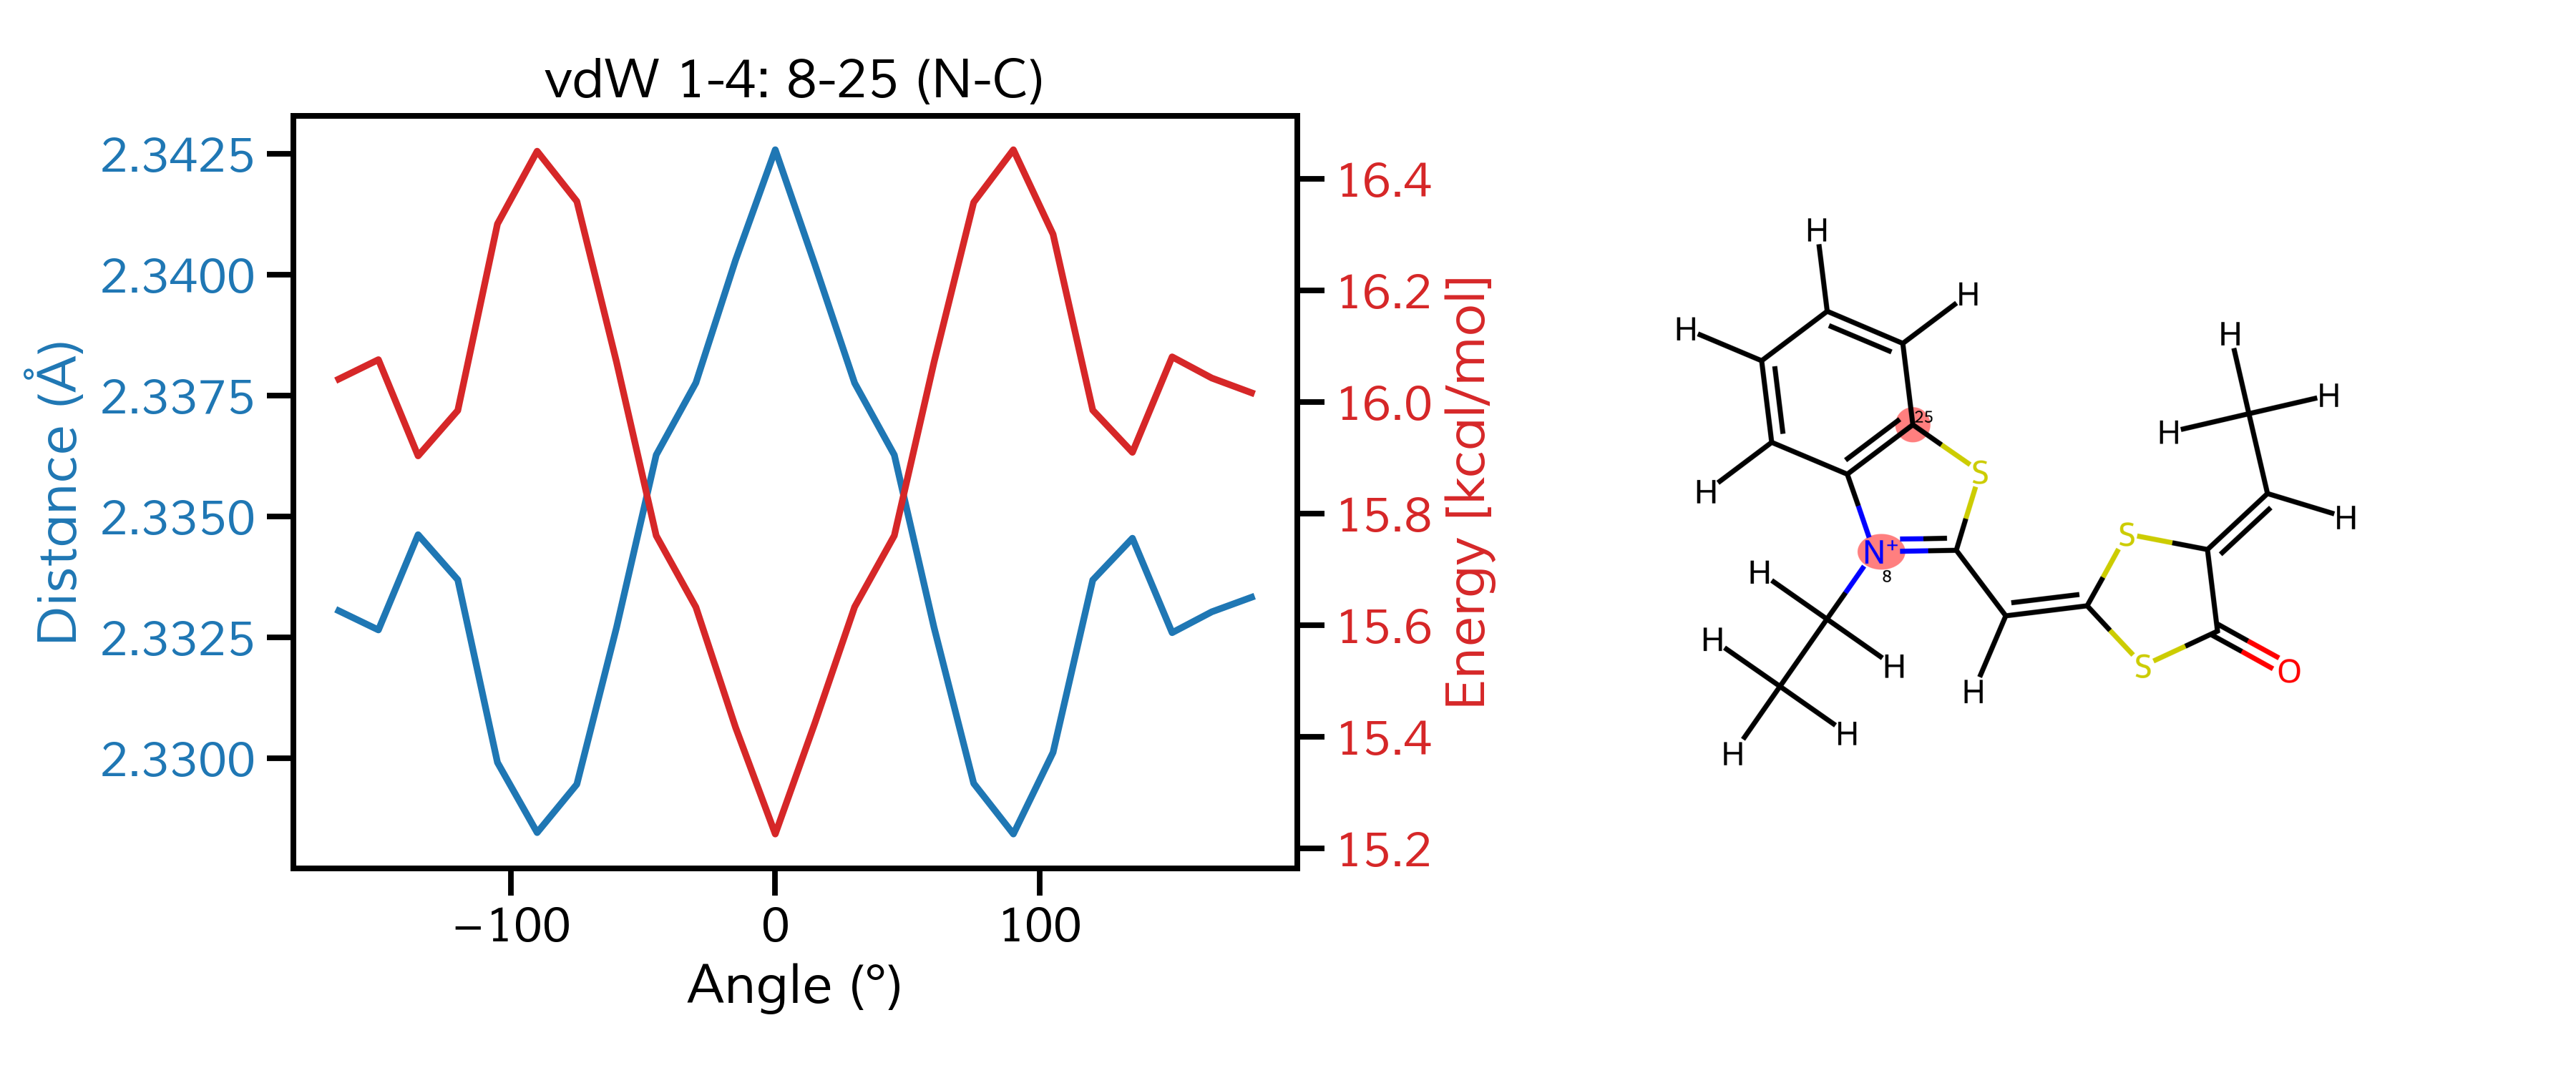 vdW 1-4: 8-25 (N-C)
Distance (Å)
2.3425
2.3400
2.3375
2.3350
2.3325
2.3300
−100
0
100
Angle (°)
16.4
16.2
16.0
15.8
15.6
15.4
15.2
Energy [kcal/mol]
H
H
H
H
H
H
25
S
H
H
S
H
N+
8
H
H
H
S
O
H
H
H